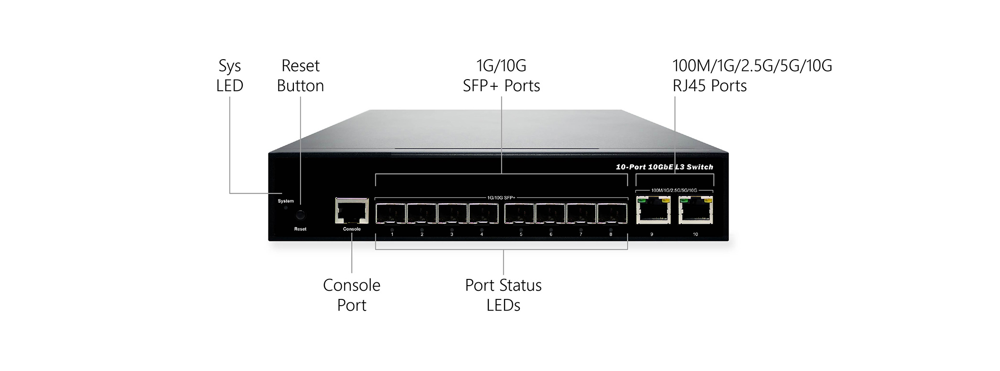 Sys
LED
Reset
Button
1G/10G
SFP+ Ports
100M/1G/2.5G/5G/10G
RJ45 Ports
10-Port 10GbE L3 Switch
System
Reset
Console
1G/10G SFP+
1 2 3 4 5 6 7 8
100M/1G/2.5G/5G/10G
9 10
Console
Port
Port Status
LEDs